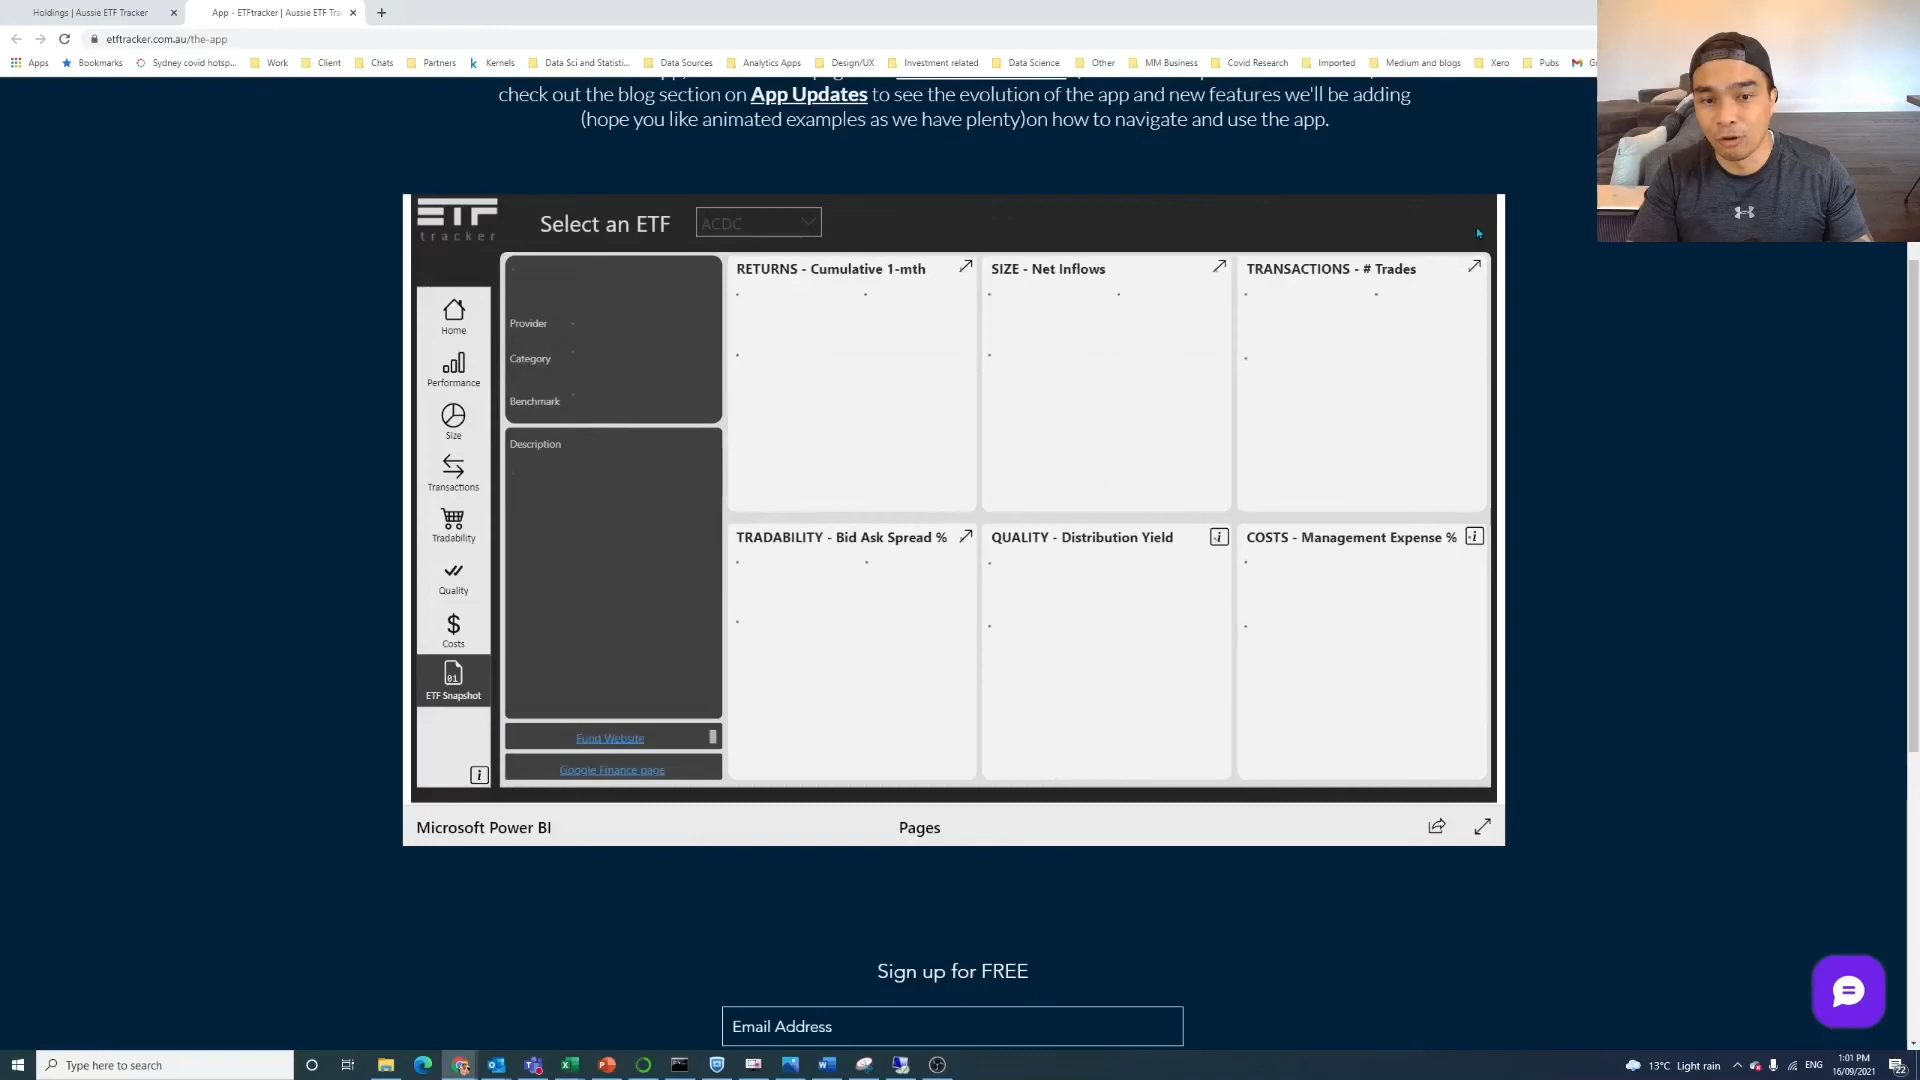 Holdings | Aussie ETF Tracker
App - ETFtracker | Aussie ETF Tra
etftracker.com.au/the-app
Apps Bookmarks Sydney covid hotsp... Work Client Chats Partners Kernels Data Sci and Statisti... Data Sources Analytics Apps Design/UX Investment related Data Science Other MM Business Covid Research Imported Medium and blogs Xero Pubs
check out the blog section on App Updates to see the evolution of the app and new features we'll be adding
(hope you like animated examples as we have plenty)on how to navigate and use the app.
ETF
tracker
Select an ETF
ACDC
Home
Performance
Size
Transactions
Tradability
Quality
Costs
01
ETF Snapshot
i
Provider
Category
Benchmark
Description
Fund Website
Google Finance page
RETURNS - Cumulative 1-mth
SIZE - Net Inflows
TRANSACTIONS - # Trades
TRADABILITY - Bid Ask Spread %
QUALITY - Distribution Yield
i
COSTS - Management Expense %
i
Microsoft Power BI
Pages
Sign up for FREE
Email Address
Type here to search
13°C Light rain
ENG
1:01 PM
16/09/2021
22